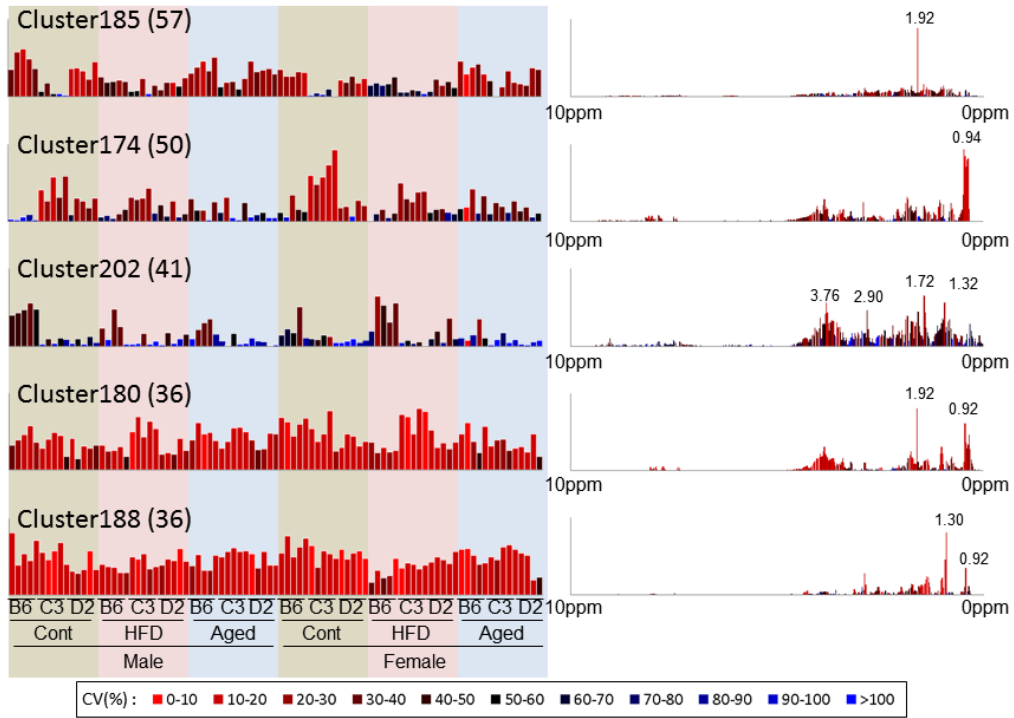 Cluster185 (57)
1.92
10ppm 0ppm
Cluster174 (50)
0.94
10ppm 0ppm
Cluster202 (41)
3.76 2.90 1.72 1.32
10ppm 0ppm
Cluster180 (36)
1.92 0.92
10ppm 0ppm
Cluster188 (36)
1.30
0.92
10ppm 0ppm
B6 C3 D2 B6 C3 D2 B6 C3 D2 B6 C3 D2 B6 C3 D2 B6 C3 D2
Cont HFD Aged Cont HFD Aged
Male Female
CV(%) : 0-10 10-20 20-30 30-40 40-50 50-60 60-70 70-80 80-90 90-100 >100